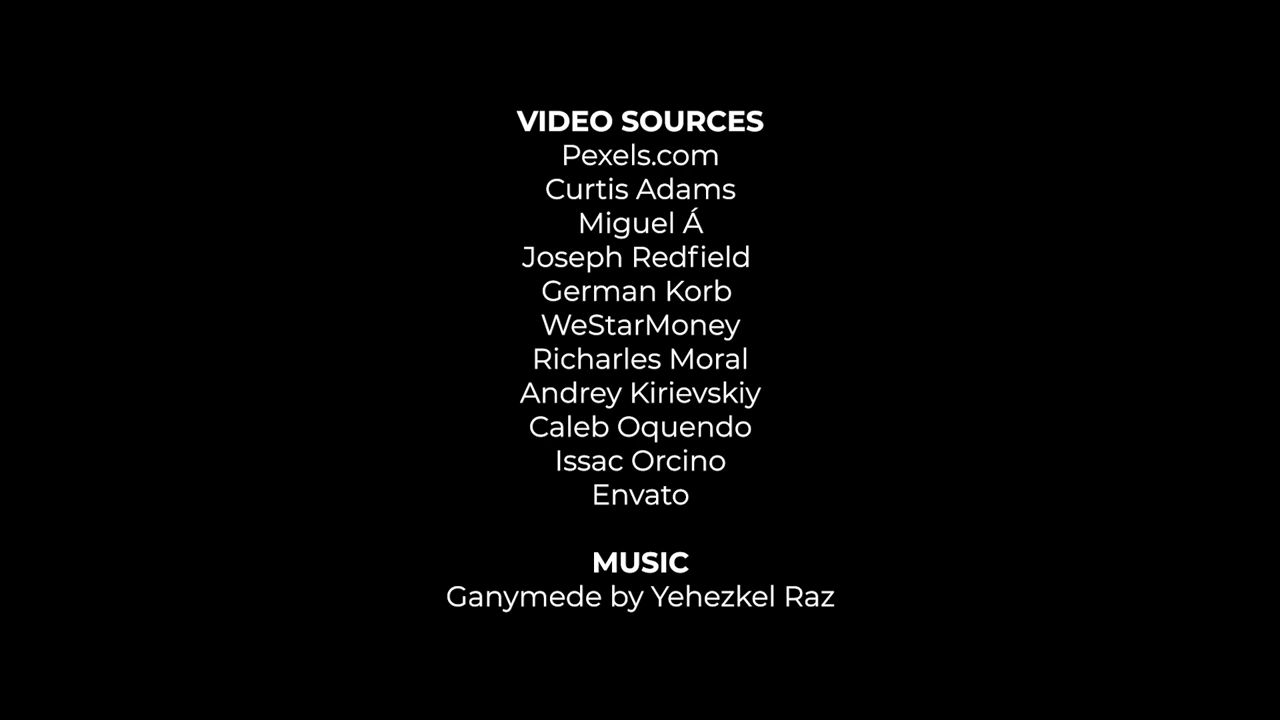 VIDEO SOURCES
Pexels.com
Curtis Adams
Miguel Á
Joseph Redfield
German Korb
WeStarMoney
Richarles Moral
Andrey Kirievskiy
Caleb Oquendo
Issac Orcino
Envato
MUSIC
Ganymede by Yehezkel Raz